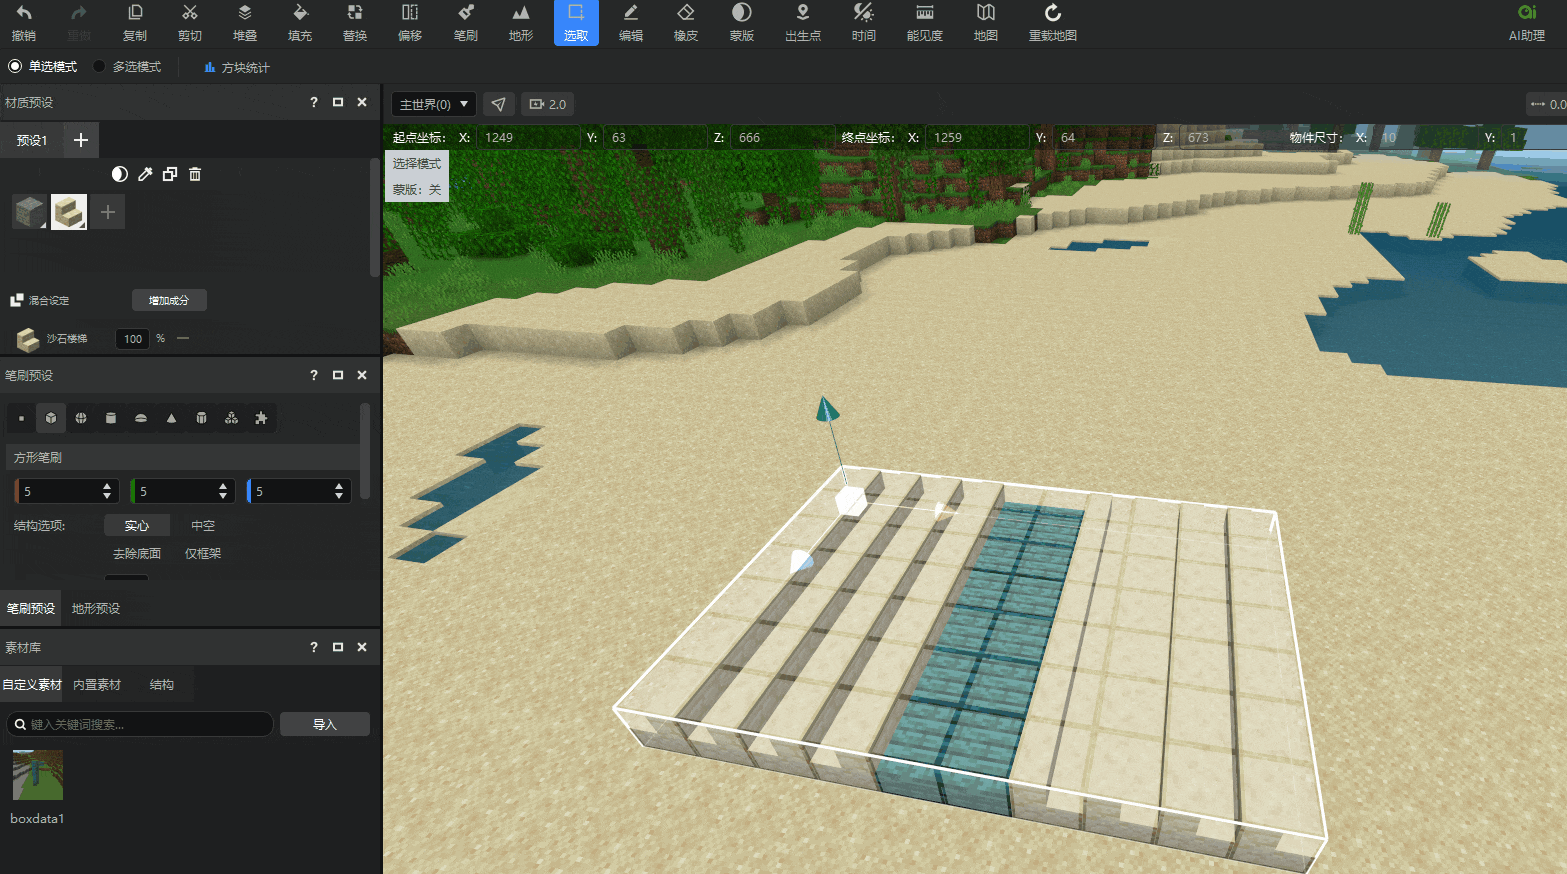 撤销 重做 复制 剪切 堆叠 填充 替换 偏移 笔刷 地形 选取 编辑 橡皮 蒙版 出生点 时间 能见度 地图 重载地图 AI助理
单选模式 多选模式 方块统计
材质预设 ?
预设1 +
混合设定 增加成分
沙石楼梯 100 %
笔刷预设 ?
方形笔刷
5 5 5
结构选项: 实心 中空
去除底面 仅框架
笔刷预设 地形预设
素材库 ?
自定义素材 内置素材 结构
键入关键词搜索... 导入
boxdata1
主世界(0) 2.0 0.0
起点坐标: X: 1249 Y: 63 Z: 666 终点坐标: X: 1259 Y: 64 Z: 673 物件尺寸: X: 10 Y: 1
选择模式
蒙版: 关